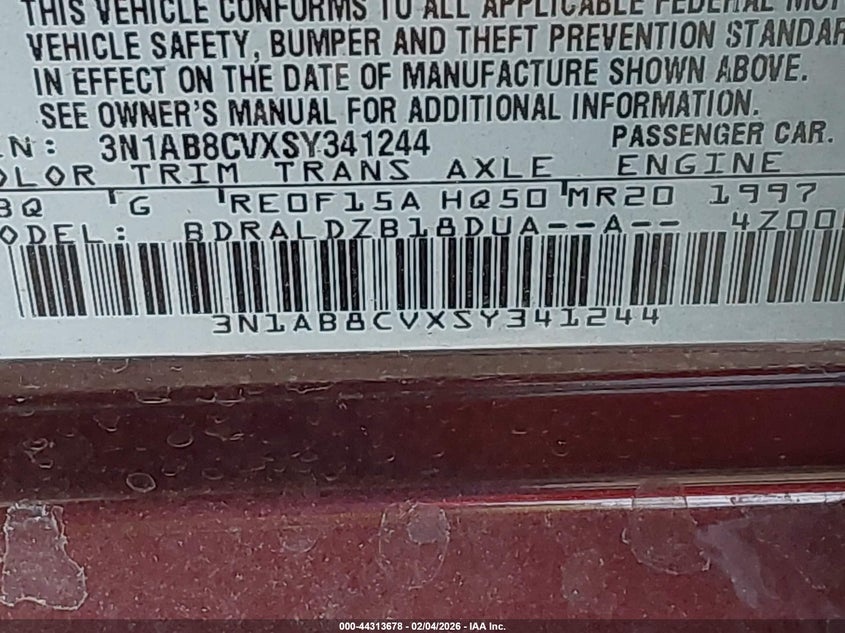 THIS VEHICLE CONFORMS TO ALL APPLICABLE FEDERAL MOT
VEHICLE SAFETY, BUMPER AND THEFT PREVENTION STANDAR
IN EFFECT ON THE DATE OF MANUFACTURE SHOWN ABOVE.
SEE OWNER'S MANUAL FOR ADDITIONAL INFORMATION.
N: 3N1AB8CVXSY341244 PASSENGER CAR.
OLOR TRIM TRANS AXLE ENGINE
BQ G RE0F15A HQ50 MR20 1997
ODEL: BDRALDZB18DUA--A-- 4Z00
3N1AB8CVXSY341244
000-44313678 - 02/04/2026 - IAA Inc.